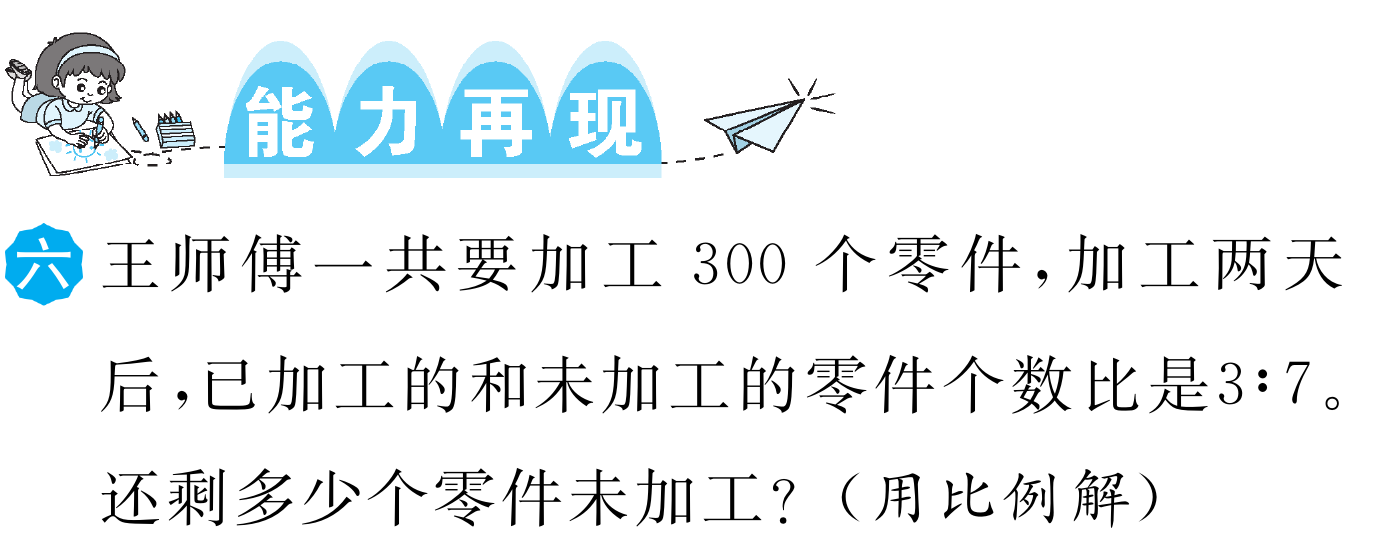 能力再现
六 王师傅一共要加工 300 个零件,加工两天
后,已加工的和未加工的零件个数比是3∶7。
还剩多少个零件未加工?(用比例解)